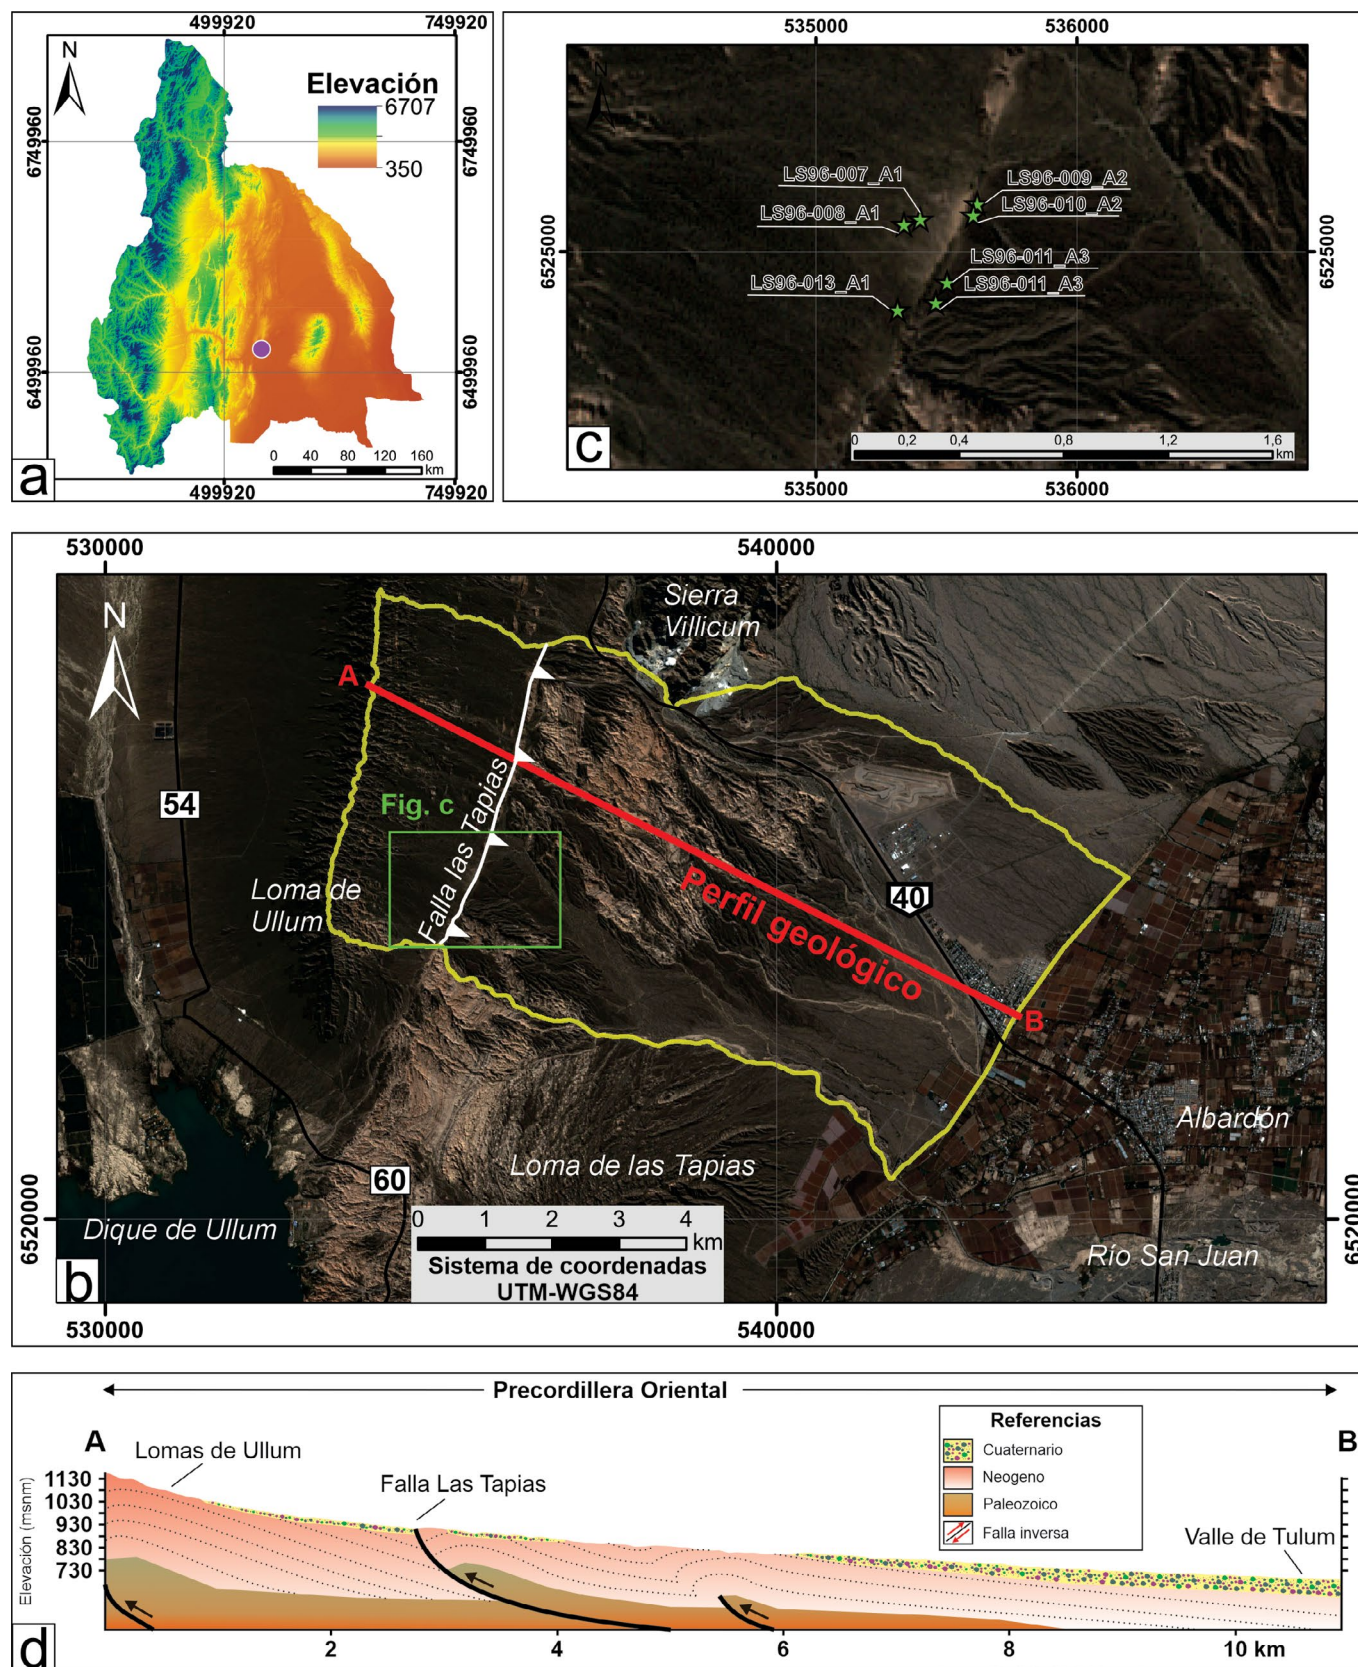 499920
749920
N
Elevación
6707
350
6749960
6749960
6499960
6499960
0 40 80 120 160
km
a
499920
749920
535000
536000
N
LS96-007_A1
LS96-009_A2
LS96-008_A1
LS96-010_A2
6525000
6525000
LS96-011_A3
LS96-013_A1
LS96-011_A3
c
0 0,2 0,4 0,8 1,2 1,6
km
535000
536000
530000
540000
N
Sierra
Villicum
A
54
Fig. c
Falla las Tapias
Loma de
Ullum
40
Perfil geológico
B
Albardón
Loma de las Tapias
60
6520000
6520000
Dique de Ullum
0 1 2 3 4
km
Sistema de coordenadas
UTM-WGS84
Río San Juan
b
530000
540000
Precordillera Oriental
Referencias
Cuaternario
Neogeno
Paleozoico
Falla inversa
A
B
Lomas de Ullum
Falla Las Tapias
Valle de Tulum
Elevación (msnm)
1130
1030
930
830
730
d
2 4 6 8 10 km